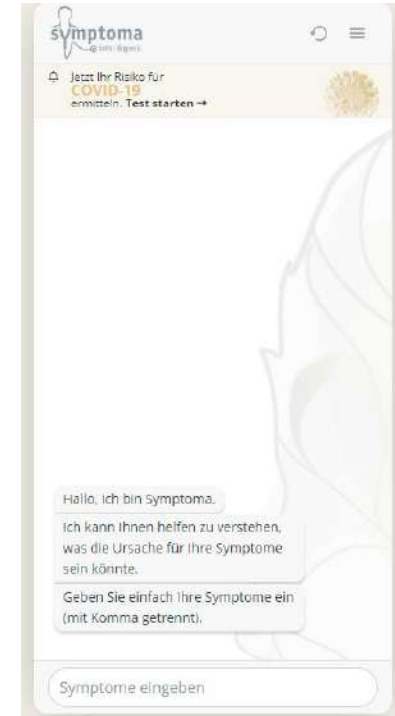 symptoma
Jetzt Ihr Risiko für
COVID-19
ermitteln. Test starten →
Hallo, ich bin Symptoma.
Ich kann Ihnen helfen zu verstehen,
was die Ursache für Ihre Symptome
sein könnte.
Geben Sie einfach Ihre Symptome ein
(mit Komma getrennt).
Symptome eingeben